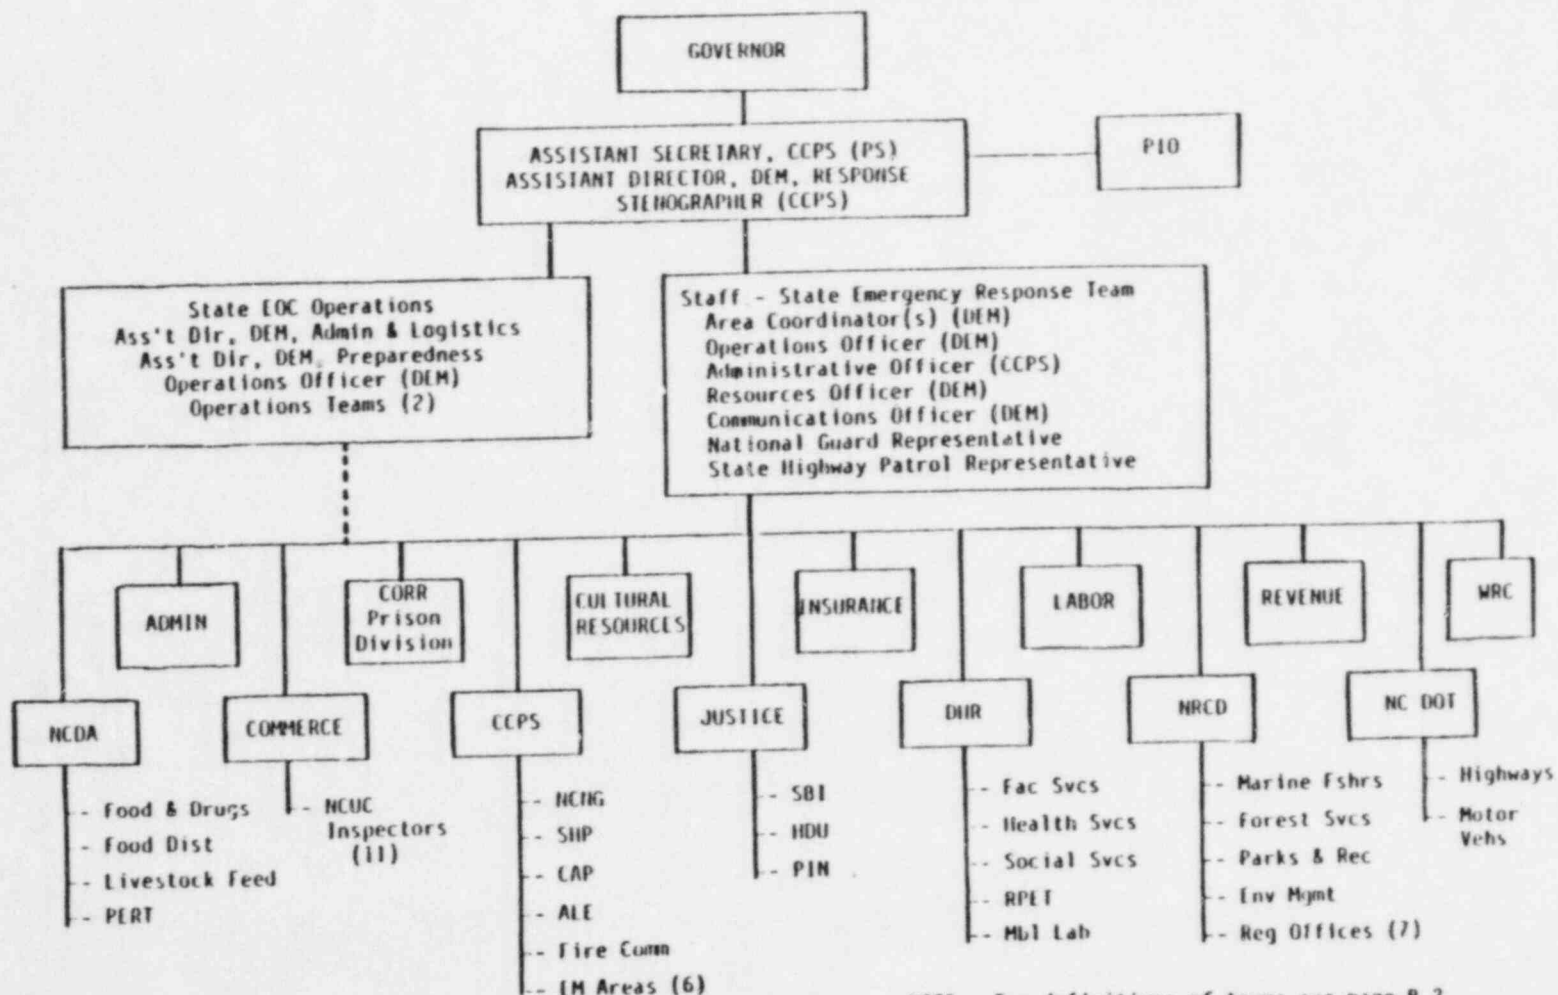 GOVERNOR
ASSISTANT SECRETARY, CCPS (PS)
ASSISTANT DIRECTOR, DEM, RESPONSE
STENOGRAPHER (CCPS)
PIO
State EOC Operations
Ass't Dir, DEM, Admin & Logistics
Ass't Dir, DEM, Preparedness
Operations Officer (DEM)
Operations Teams (2)
Staff - State Emergency Response Team
Area Coordinator(s) (DEM)
Operations Officer (DEM)
Administrative Officer (CCPS)
Resources Officer (DEM)
Communications Officer (DEM)
National Guard Representative
State Highway Patrol Representative
ADMIN
CORR
Prison
Division
CULTURAL
RESOURCES
INSURANCE
LABOR
REVENUE
WRC
NCDA
- Food & Drugs
- Food Dist
- Livestock Feed
- PERT
COMMERCE
- NCUC
Inspectors
(11)
CCPS
- NCNG
- SHP
- CAP
- ALE
- Fire Comm
- EM Areas (6)
JUSTICE
- SBI
- HDU
- PIN
DHR
- Fac Svcs
- Health Svcs
- Social Svcs
- RPET
- Mbl Lab
NRCD
- Marine Fshrs
- Forest Svcs
- Parks & Rec
- Env Mgmt
- Reg Offices (7)
NC DOT
- Highways
- Motor
Vehs